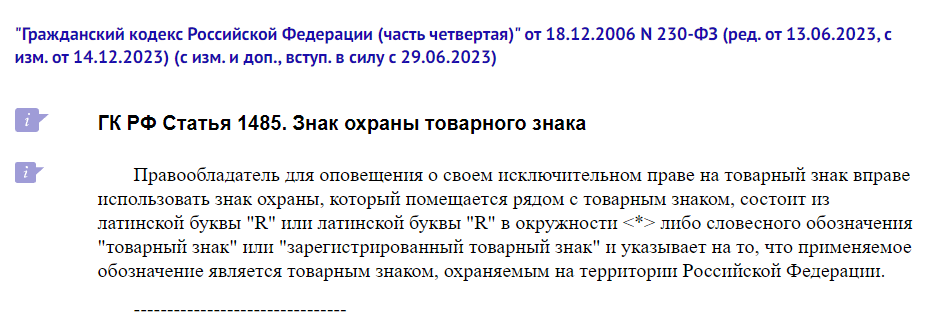 "Гражданский кодекс Российской Федерации (часть четвертая)" от 18.12.2006 N 230-ФЗ (ред. от 13.06.2023, с
изм. от 14.12.2023) (с изм. и доп., вступ. в силу с 29.06.2023)
i
ГК РФ Статья 1485. Знак охраны товарного знака
i
Правообладатель для оповещения о своем исключительном праве на товарный знак вправе
использовать знак охраны, который помещается рядом с товарным знаком, состоит из
латинской буквы "R" или латинской буквы "R" в окружности <*> либо словесного обозначения
"товарный знак" или "зарегистрированный товарный знак" и указывает на то, что применяемое
обозначение является товарным знаком, охраняемым на территории Российской Федерации.
--------------------------------